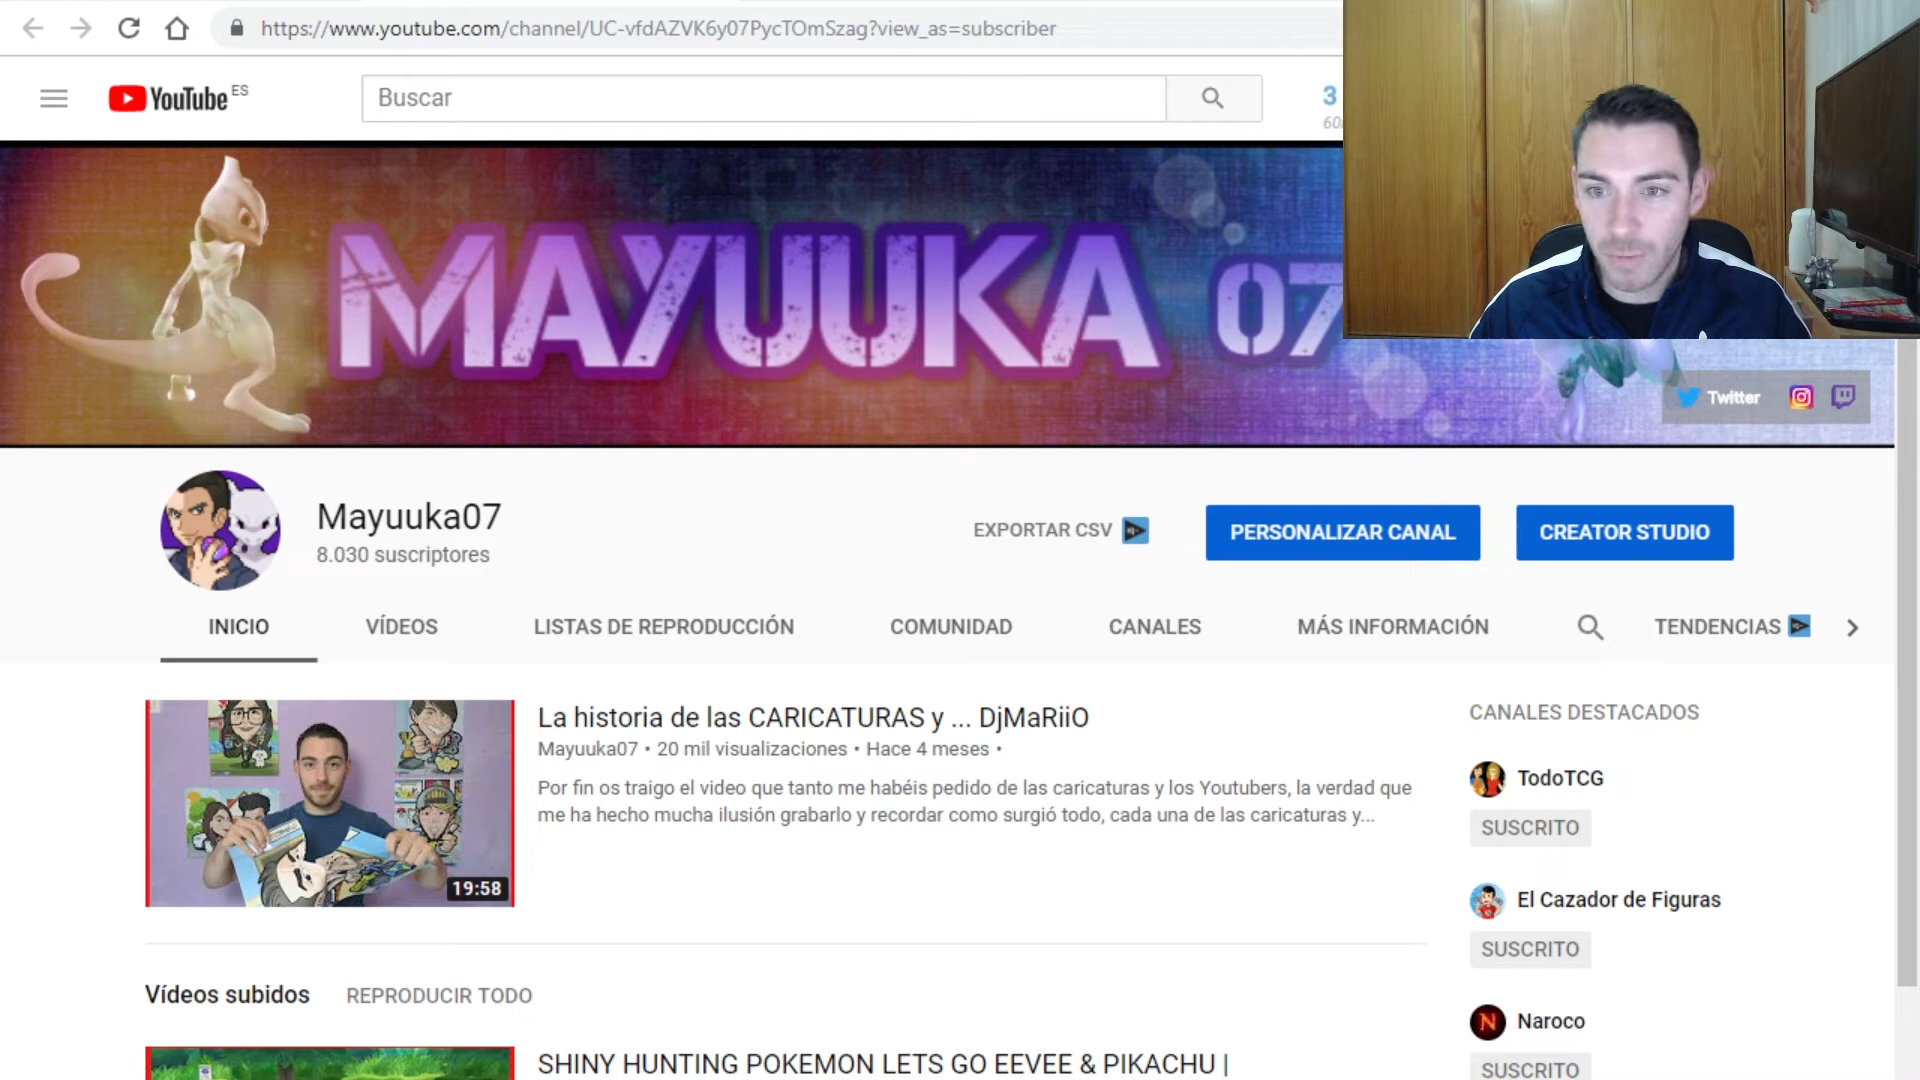 https://www.youtube.com/channel/UC-vfdAZVK6y07PycTOmSzag?view_as=subscriber
YouTube ES
Buscar
3
60
MAYUUKA 07
Twitter
Mayuuka07
8.030 suscriptores
EXPORTAR CSV
PERSONALIZAR CANAL
CREATOR STUDIO
INICIO
VÍDEOS
LISTAS DE REPRODUCCIÓN
COMUNIDAD
CANALES
MÁS INFORMACIÓN
TENDENCIAS
La historia de las CARICATURAS y ... DjMaRiiO
Mayuuka07 • 20 mil visualizaciones • Hace 4 meses •
Por fin os traigo el video que tanto me habéis pedido de las caricaturas y los Youtubers, la verdad que
me ha hecho mucha ilusión grabarlo y recordar como surgió todo, cada una de las caricaturas y...
19:58
CANALES DESTACADOS
TodoTCG
SUSCRITO
El Cazador de Figuras
SUSCRITO
N Naroco
SUSCRITO
Vídeos subidos
REPRODUCIR TODO
SHINY HUNTING POKEMON LETS GO EEVEE & PIKACHU |